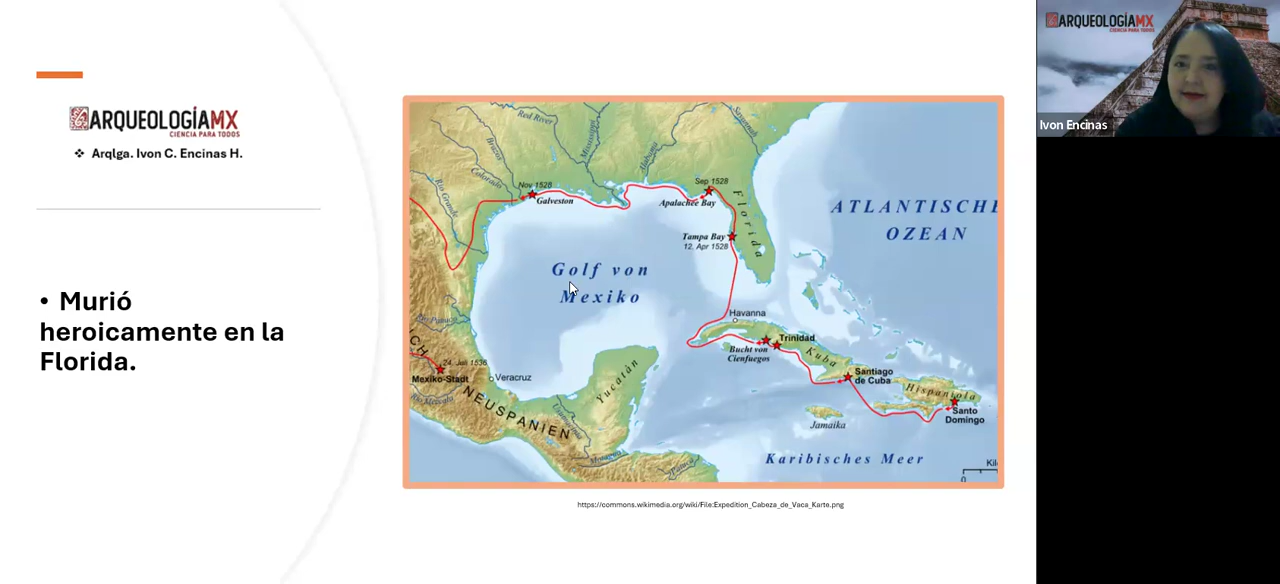 ARQUEOLOGÍAMX
CIENCIA PARA TODOS
❖ Arqlga. Ivon C. Encinas H.
• Murió
heroicamente en la
Florida.
Red River
Mississippi
Alabama
Savannah
Brazos
Colorado
Rio Grande
Nov 1528
Galveston
Sep 1528
Apalachee Bay
Florida
Tampa Bay
12. Apr 1528
ATLANTISCHE
OZEAN
Golf von
Mexiko
Havanna
Trinidad
Bucht von
Cienfuegos
Kuba
Santiago
de Cuba
Hispaniola
Santo
Domingo
Jamaika
Rio Panuco
CH
24. Juli 1536
Mexiko-Stadt
Veracruz
Yucatán
NEUSPANIEN
Karibisches Meer
Kil
0
https://commons.wikimedia.org/wiki/File:Expedition_Cabeza_de_Vaca_Karte.png
ARQUEOLOGÍAMX
CIENCIA PARA TODOS
Ivon Encinas